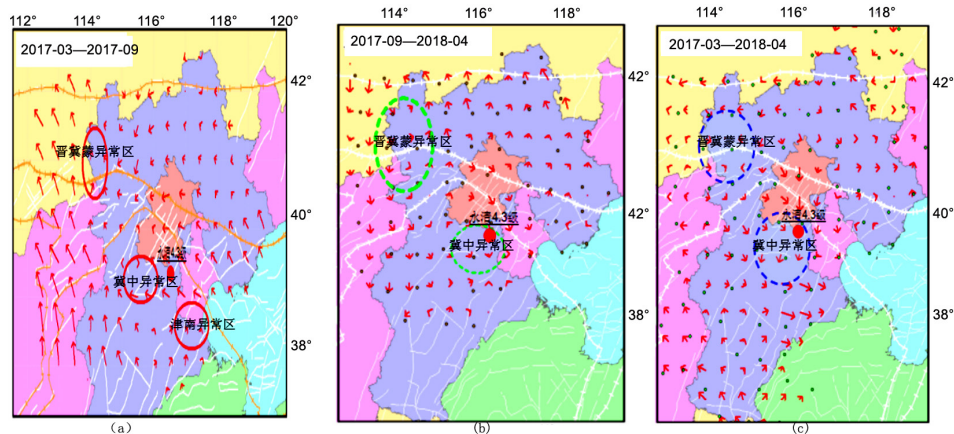 112° 114° 116° 118° 120°
2017-03—2017-09
晋冀蒙异常区
冀中异常区
津南异常区
42°
40°
38°
(a)
114° 116° 118°
2017-09—2018-04
晋冀蒙异常区
永清4.3级
冀中异常区
42°
42°
38°
(b)
114° 116° 118°
2017-03—2018-04
晋冀蒙异常区
永清4.3级
冀中异常区
42°
40°
38°
(c)